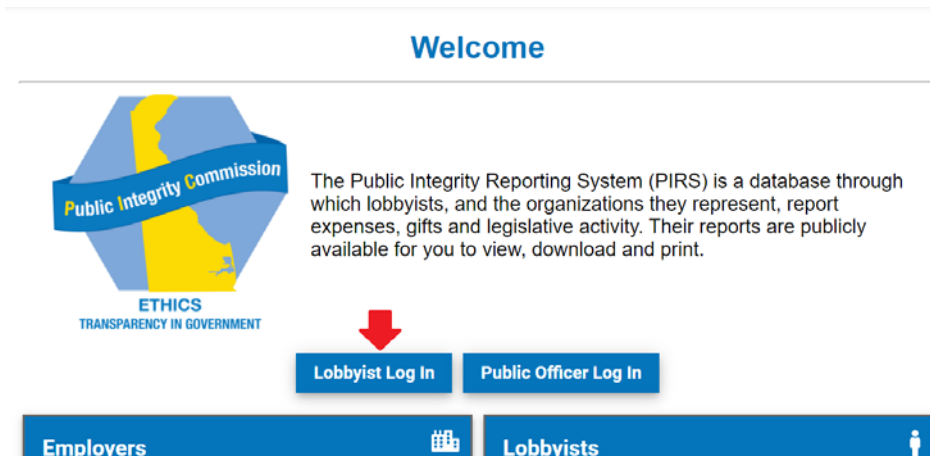 Welcome
Public Integrity Commission
ETHICS
TRANSPARENCY IN GOVERNMENT
The Public Integrity Reporting System (PIRS) is a database through
which lobbyists, and the organizations they represent, report
expenses, gifts and legislative activity. Their reports are publicly
available for you to view, download and print.
Lobbyist Log In
Public Officer Log In
Employers
Lobbyists